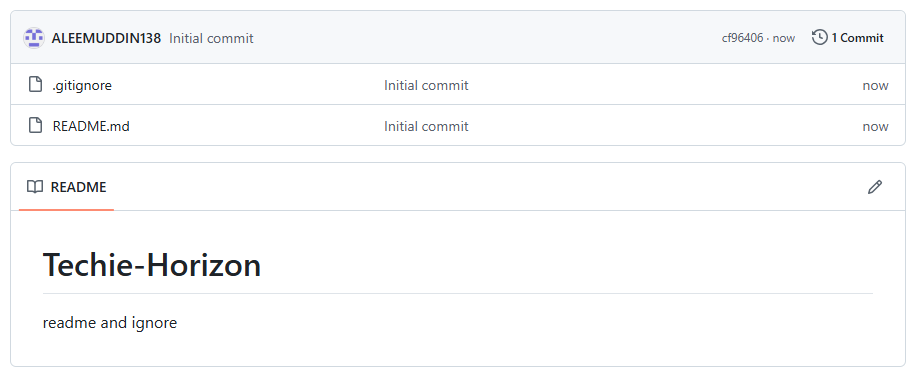 ALEEMUDDIN138 Initial commit cf96406 · now 1 Commit
.gitignore Initial commit now
README.md Initial commit now
README
Techie-Horizon
readme and ignore